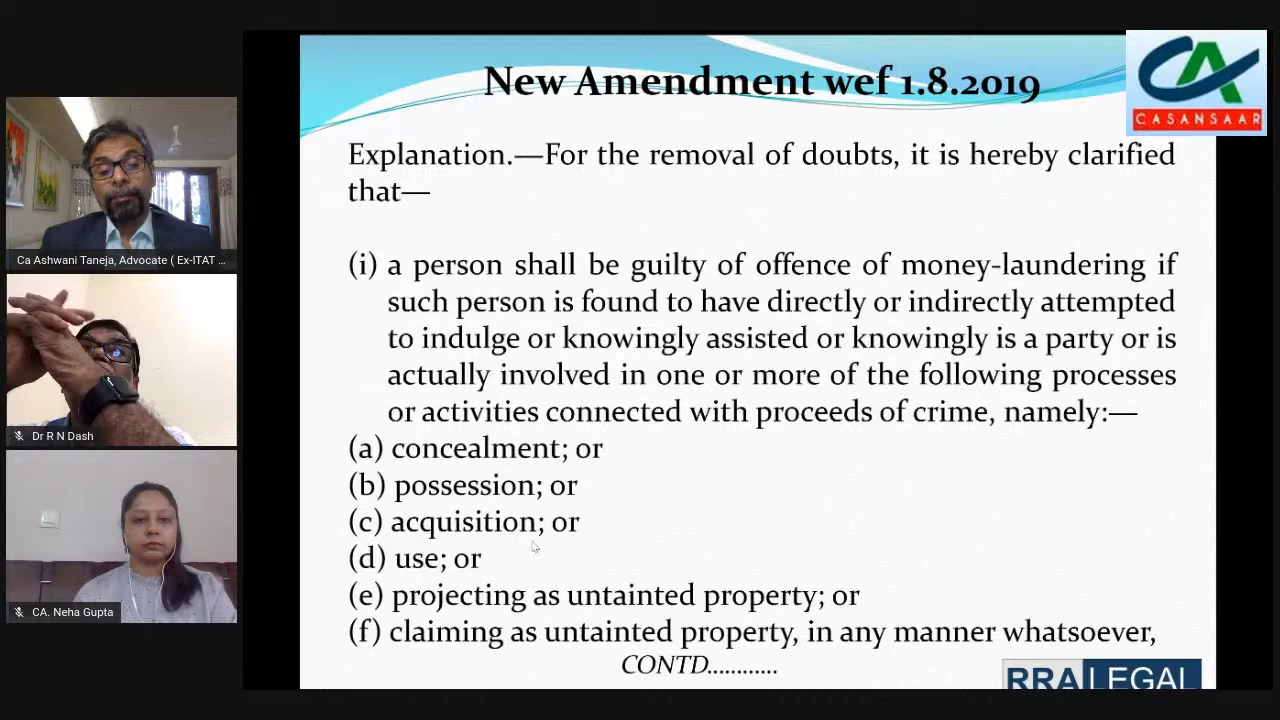 New Amendment wef 1.8.2019
CA
CASANSAAR
Explanation.—For the removal of doubts, it is hereby clarified
that—
(i) a person shall be guilty of offence of money-laundering if
such person is found to have directly or indirectly attempted
to indulge or knowingly assisted or knowingly is a party or is
actually involved in one or more of the following processes
or activities connected with proceeds of crime, namely:—
(a) concealment; or
(b) possession; or
(c) acquisition; or
(d) use; or
(e) projecting as untainted property; or
(f) claiming as untainted property, in any manner whatsoever,
CONTD............
RRA LEGAL
Ca Ashwani Taneja, Advocate ( Ex-ITAT ...
Dr R N Dash
CA. Neha Gupta